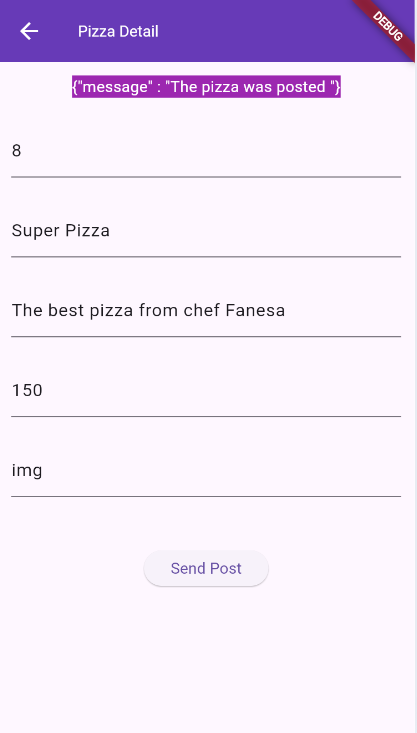 Pizza Detail
DEBUG
{"message" : "The pizza was posted "}
8
Super Pizza
The best pizza from chef Fanesa
150
img
Send Post